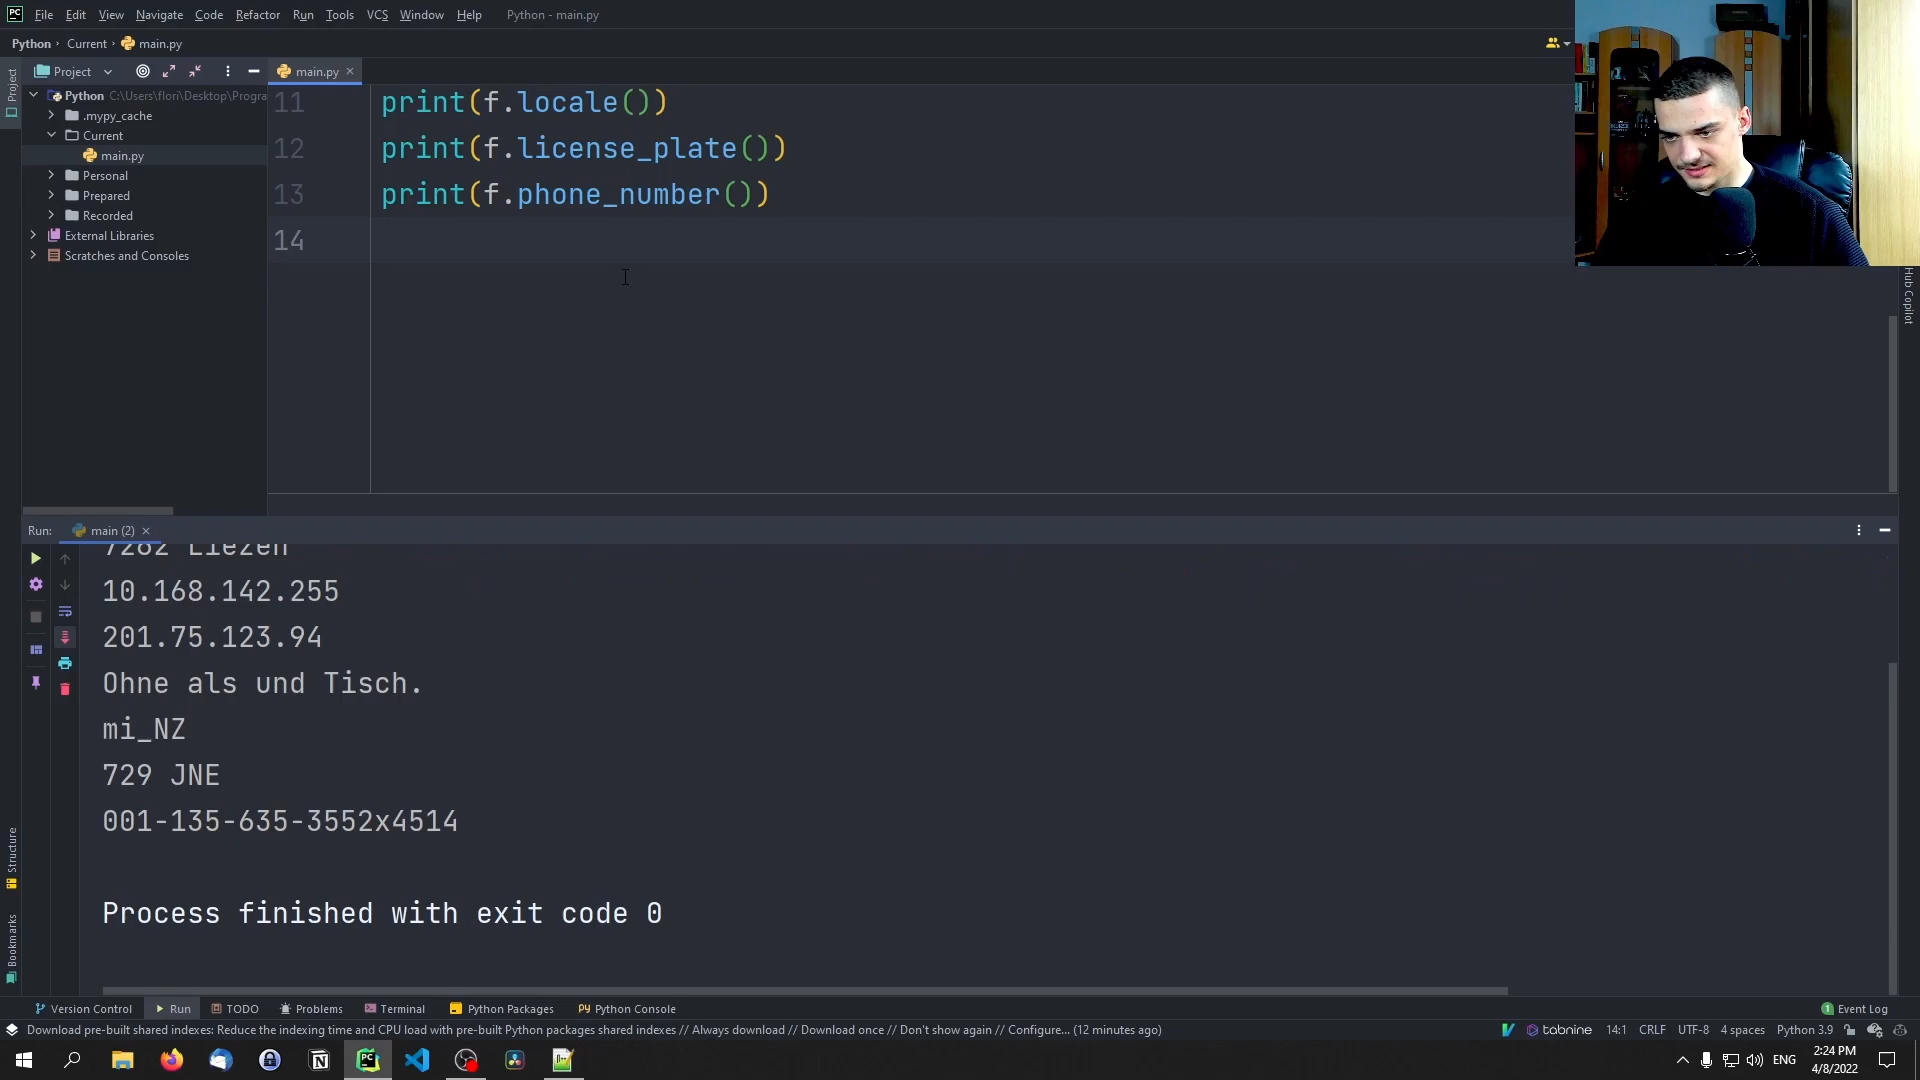 File Edit View Navigate Code Refactor Run Tools VCS Window Help Python - main.py
Python › Current › main.py
Project
main.py
Project
Python C:\Users\flori\Desktop\Progra
.mypy_cache
Current
main.py
Personal
Prepared
Recorded
External Libraries
Scratches and Consoles
11 print(f.locale())
12 print(f.license_plate())
13 print(f.phone_number())
14
Hub Copilot
Run: main (2)
7262 Liezen
10.168.142.255
201.75.123.94
Ohne als und Tisch.
mi_NZ
729 JNE
001-135-635-3552x4514
Process finished with exit code 0
Structure
Bookmarks
Version Control Run TODO Problems Terminal Python Packages Python Console 1 Event Log
Download pre-built shared indexes: Reduce the indexing time and CPU load with pre-built Python packages shared indexes // Always download // Download once // Don't show again // Configure... (12 minutes ago) tabnine 14:1 CRLF UTF-8 4 spaces Python 3.9
ENG
2:24 PM
4/8/2022